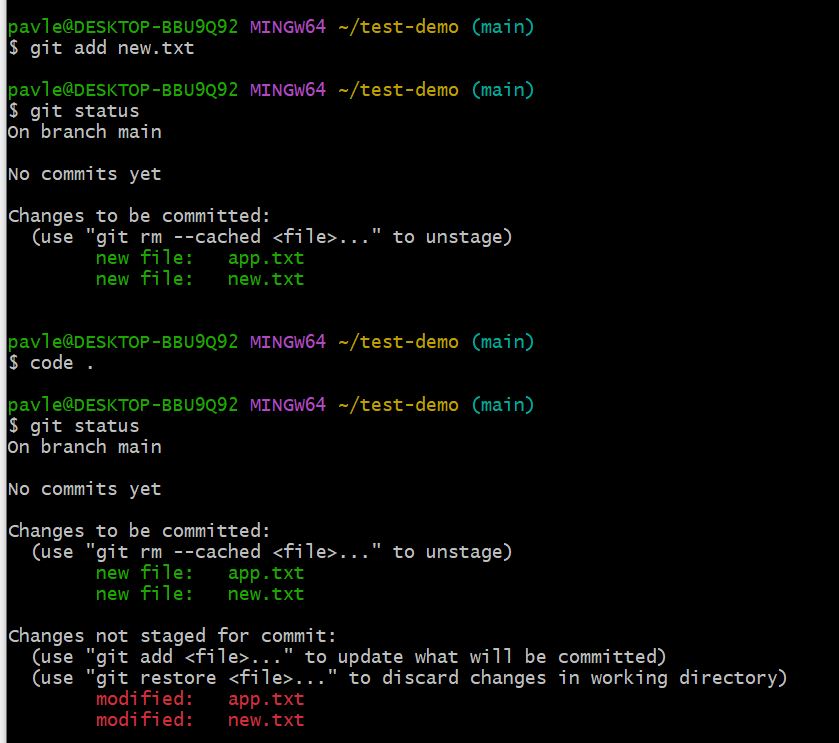 pavle@DESKTOP-BBU9Q92 MINGW64 ~/test-demo (main)
$ git add new.txt
pavle@DESKTOP-BBU9Q92 MINGW64 ~/test-demo (main)
$ git status
On branch main
No commits yet
Changes to be committed:
  (use "git rm --cached <file>..." to unstage)
        new file:   app.txt
        new file:   new.txt
pavle@DESKTOP-BBU9Q92 MINGW64 ~/test-demo (main)
$ code .
pavle@DESKTOP-BBU9Q92 MINGW64 ~/test-demo (main)
$ git status
On branch main
No commits yet
Changes to be committed:
  (use "git rm --cached <file>..." to unstage)
        new file:   app.txt
        new file:   new.txt
Changes not staged for commit:
  (use "git add <file>..." to update what will be committed)
  (use "git restore <file>..." to discard changes in working directory)
        modified:   app.txt
        modified:   new.txt